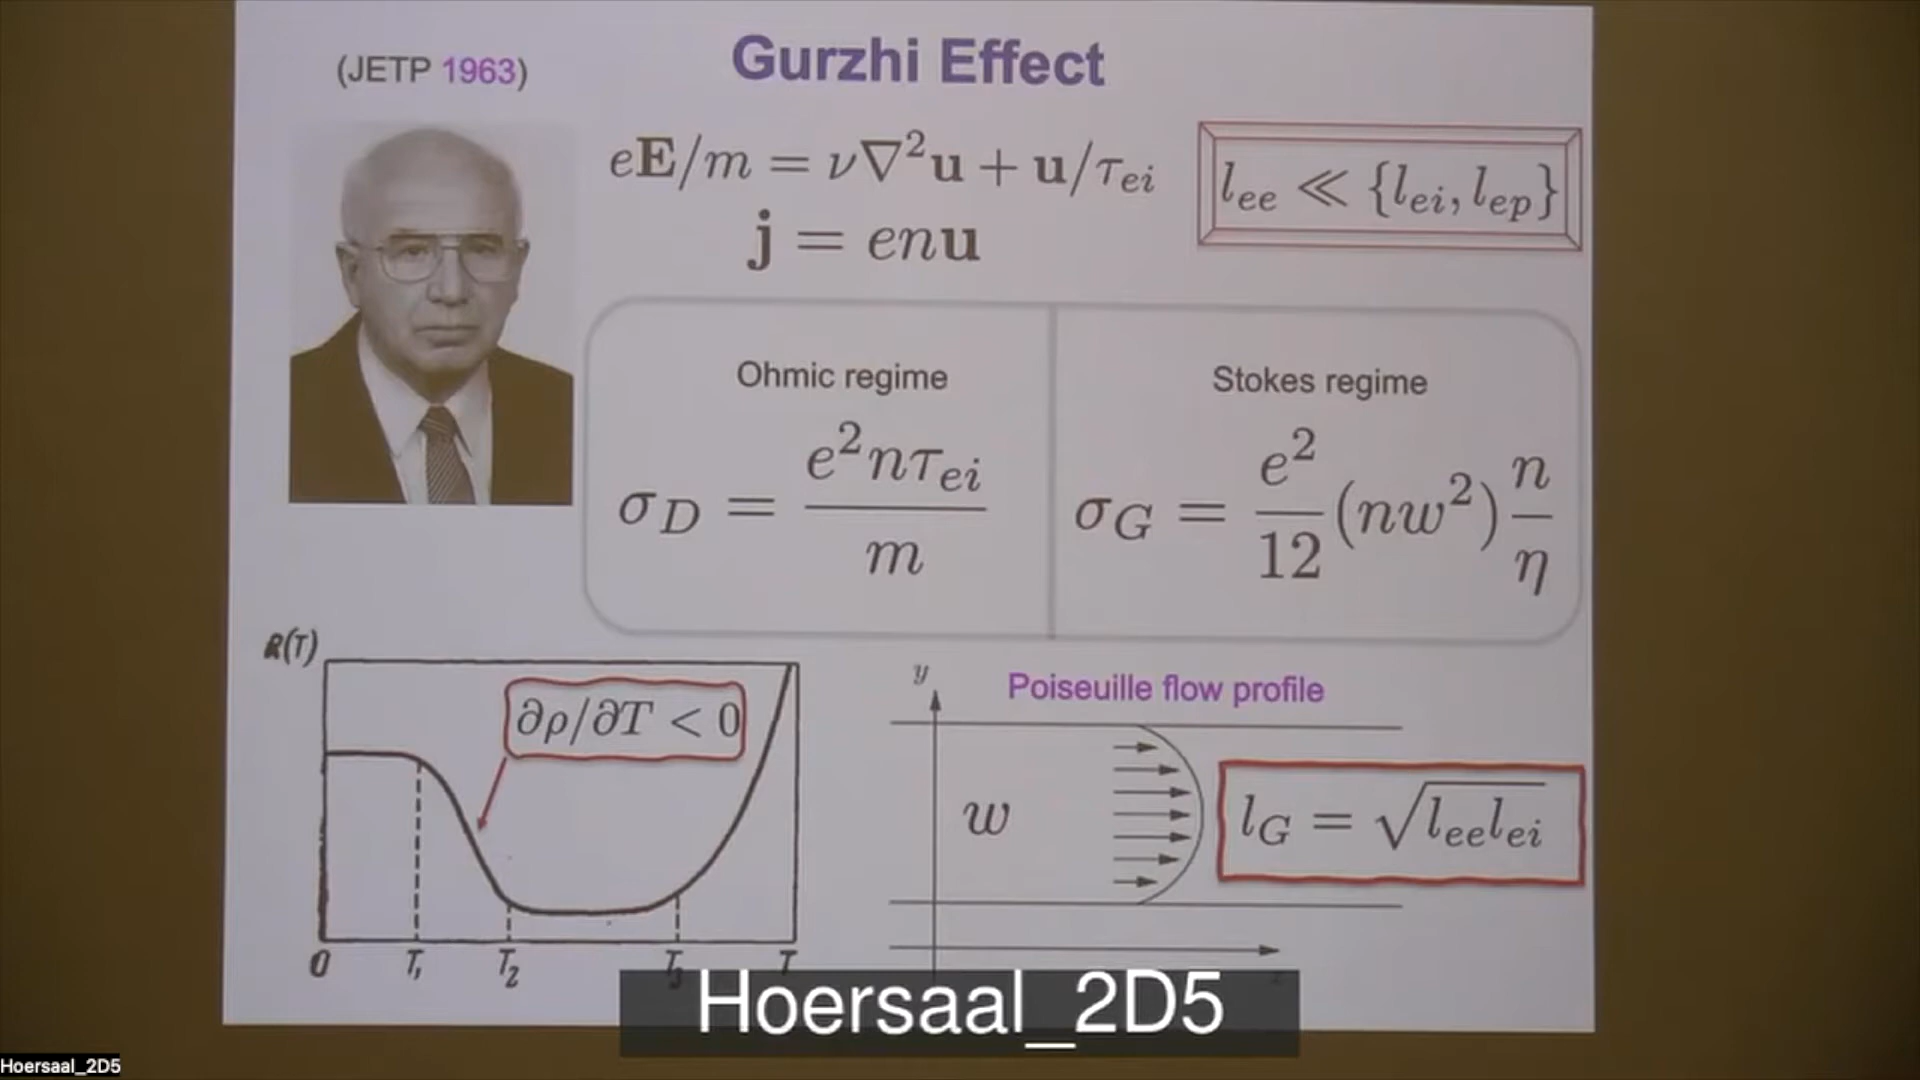 (JETP 1963)
Gurzhi Effect
eE/m = ν∇²u + u/τ_ei
j = enu
l_ee ≪ {l_ei, l_ep}
Ohmic regime
σ_D = e²nτ_ei / m
Stokes regime
σ_G = e²/12 (nw²) n/η
R(T)
∂ρ/∂T < 0
0 T₁ T₂ T₃ T
y
Poiseuille flow profile
w
l_G = √(l_ee l_ei)
Hoersaal_2D5
Hoersaal_2D5